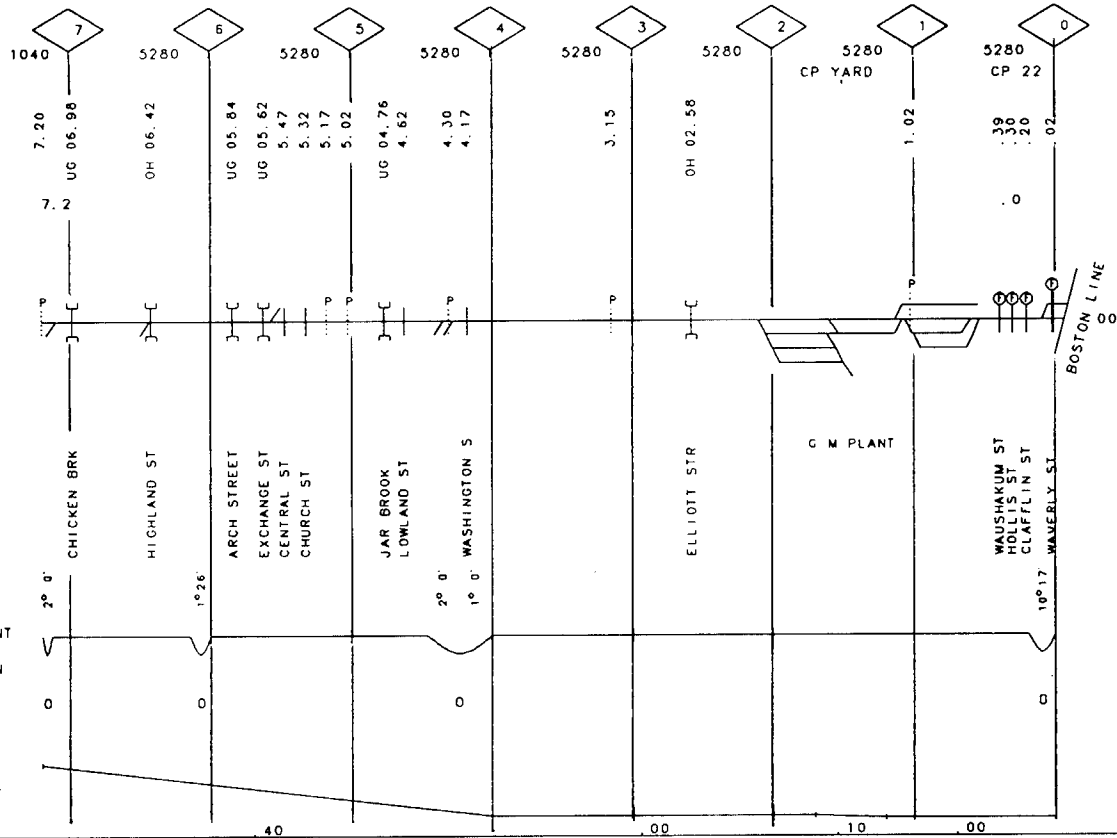 7 6 5 4 3 2 1 0
1040 5280 5280 5280 5280 5280 5280 5280
CP YARD CP 22
7.20
UG 06.98
OH 06.42
UG 05.84
UG 05.62
5.47
5.32
5.17
5.02
UG 04.76
4.62
4.30
4.17
3.15
OH 02.58
1.02
.39
.30
.20
.02
7.2
.0
P P P P P P
F F F F
BOSTON LINE
00
G M PLANT
CHICKEN BRK
HIGHLAND ST
ARCH STREET
EXCHANGE ST
CENTRAL ST
CHURCH ST
JAR BROOK
LOWLAND ST
WASHINGTON S
ELLIOTT STR
WAUSHAKUM ST
HOLLIS ST
CLAFFLIN ST
WAVERLY ST
2° 0'
1°26'
2° 0'
1° 0'
10°17'
NT
N
0 0 0 0
.40 .00 .10 .00